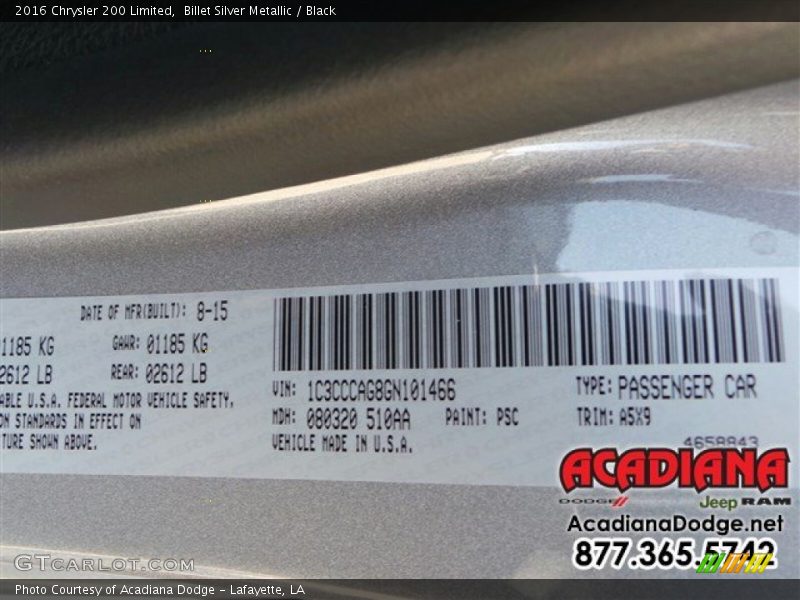 2016 Chrysler 200 Limited,  Billet Silver Metallic / Black
DATE OF MFR(BUILT): 8-15
01185 KG GAWR: 01185 KG
02612 LB REAR: 02612 LB
ABLE U.S.A. FEDERAL MOTOR VEHICLE SAFETY,
ON STANDARDS IN EFFECT ON
TURE SHOWN ABOVE.
VIN: 1C3CCCAG8GN101466 TYPE: PASSENGER CAR
MDH: 080320 510AA PAINT: PSC TRIM: A5X9
VEHICLE MADE IN U.S.A.
4658843
ACADIANA
DODGE Jeep RAM
AcadianaDodge.net
877.365.5742
GTCARLOT.COM
Photo Courtesy of Acadiana Dodge - Lafayette, LA